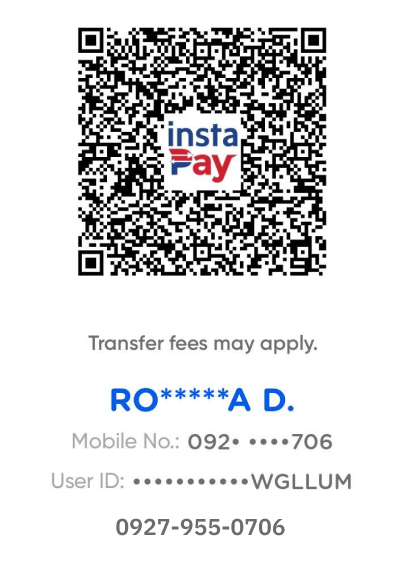 insta
Pay
Transfer fees may apply.
RO*****A D.
Mobile No.: 092• ••••706
User ID: •••••••••••WGLLUM
0927-955-0706